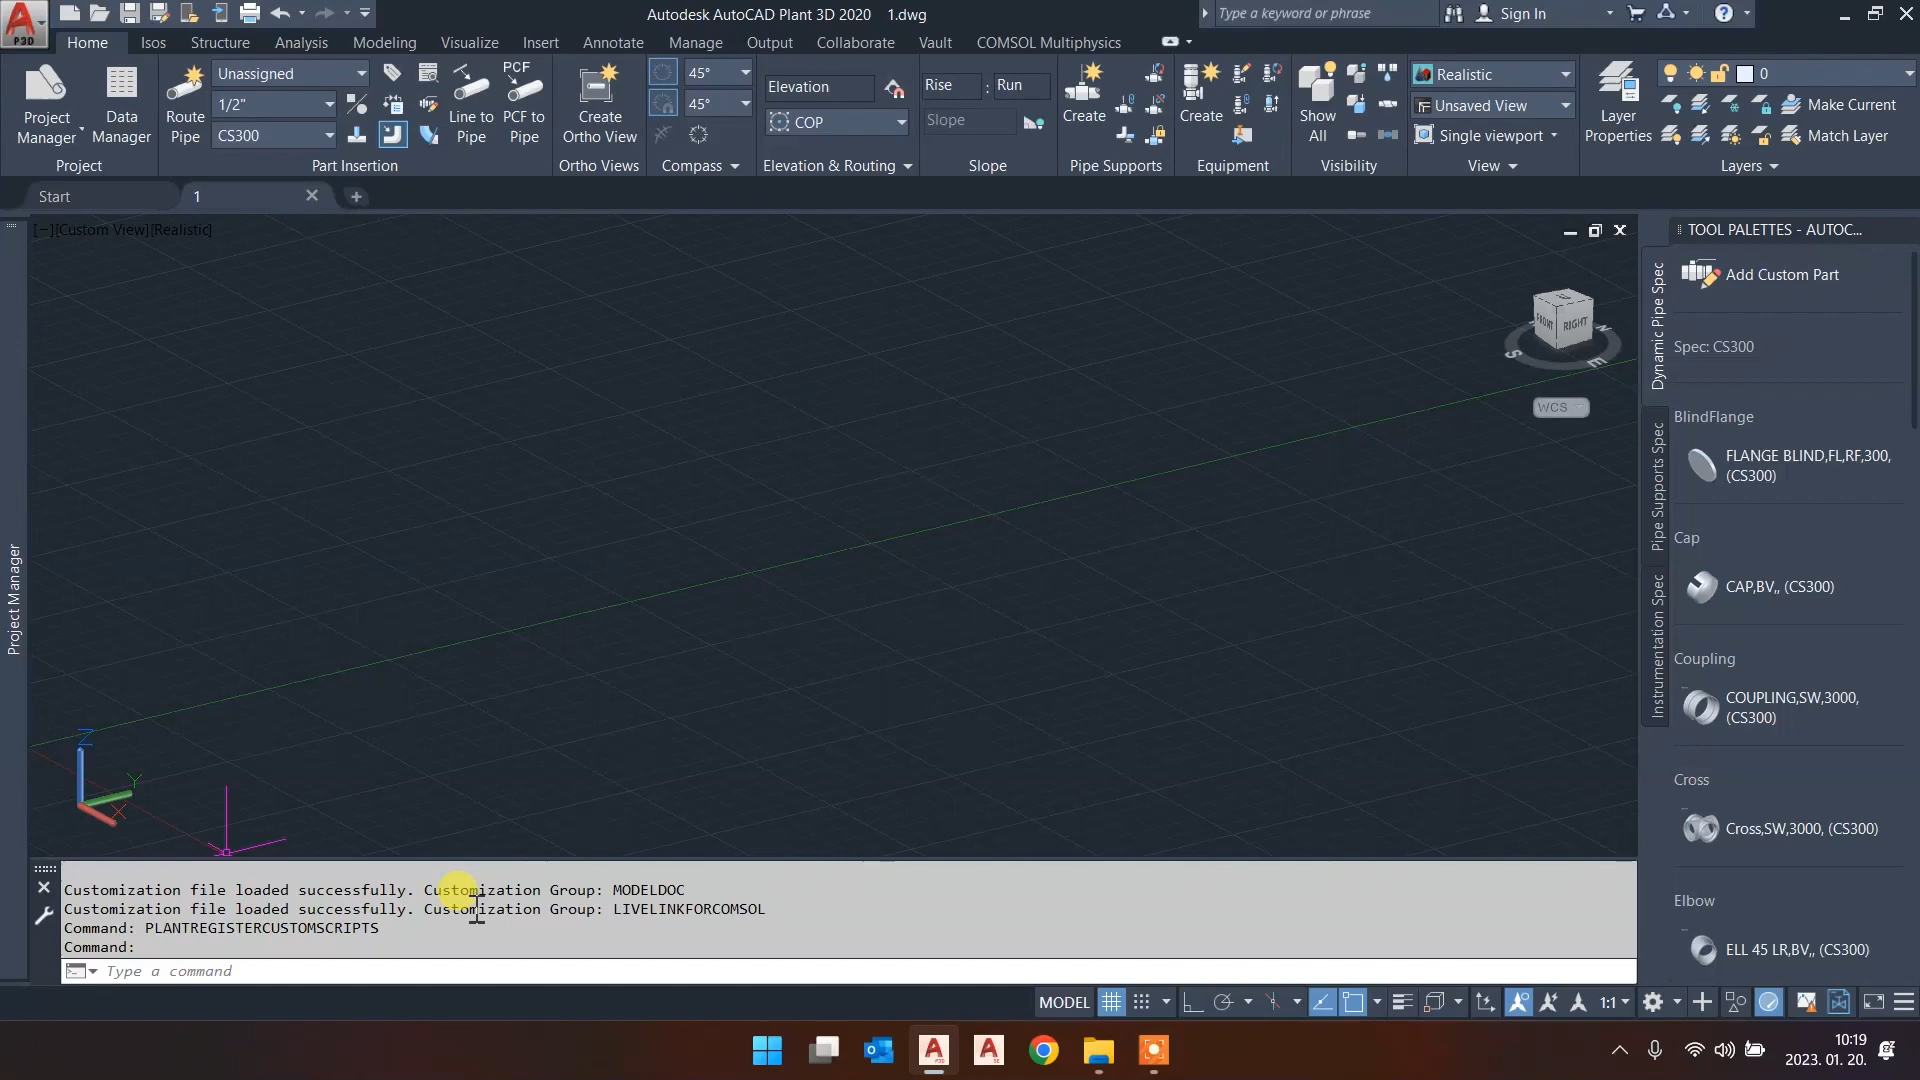 Autodesk AutoCAD Plant 3D 2020 1.dwg
Type a keyword or phrase
Sign In
P3D
Home Isos Structure Analysis Modeling Visualize Insert Annotate Manage Output Collaborate Vault COMSOL Multiphysics
Project Manager
Data Manager
Project
Route Pipe
Unassigned
1/2"
CS300
Line to Pipe
PCF
PCF to Pipe
Part Insertion
Create Ortho View
Ortho Views
45°
45°
Compass
Elevation
COP
Elevation & Routing
Rise : Run
Slope
Slope
Create
Pipe Supports
Create
Equipment
Show All
Visibility
Realistic
Unsaved View
Single viewport
View
Layer Properties
0
Make Current
Match Layer
Layers
Start
1
[−][Custom View][Realistic]
FRONT
RIGHT
S
E
N
WCS
Z
Y
X
Project Manager
TOOL PALETTES - AUTOC...
Dynamic Pipe Spec
Pipe Supports Spec
Instrumentation Spec
Add Custom Part
Spec: CS300
BlindFlange
FLANGE BLIND,FL,RF,300,
(CS300)
Cap
CAP,BV,, (CS300)
Coupling
COUPLING,SW,3000,
(CS300)
Cross
Cross,SW,3000, (CS300)
Elbow
ELL 45 LR,BV,, (CS300)
Customization file loaded successfully. Customization Group: MODELDOC
Customization file loaded successfully. Customization Group: LIVELINKFORCOMSOL
Command: PLANTREGISTERCUSTOMSCRIPTS
Command:
Type a command
MODEL
1:1
10:19
2023. 01. 20.